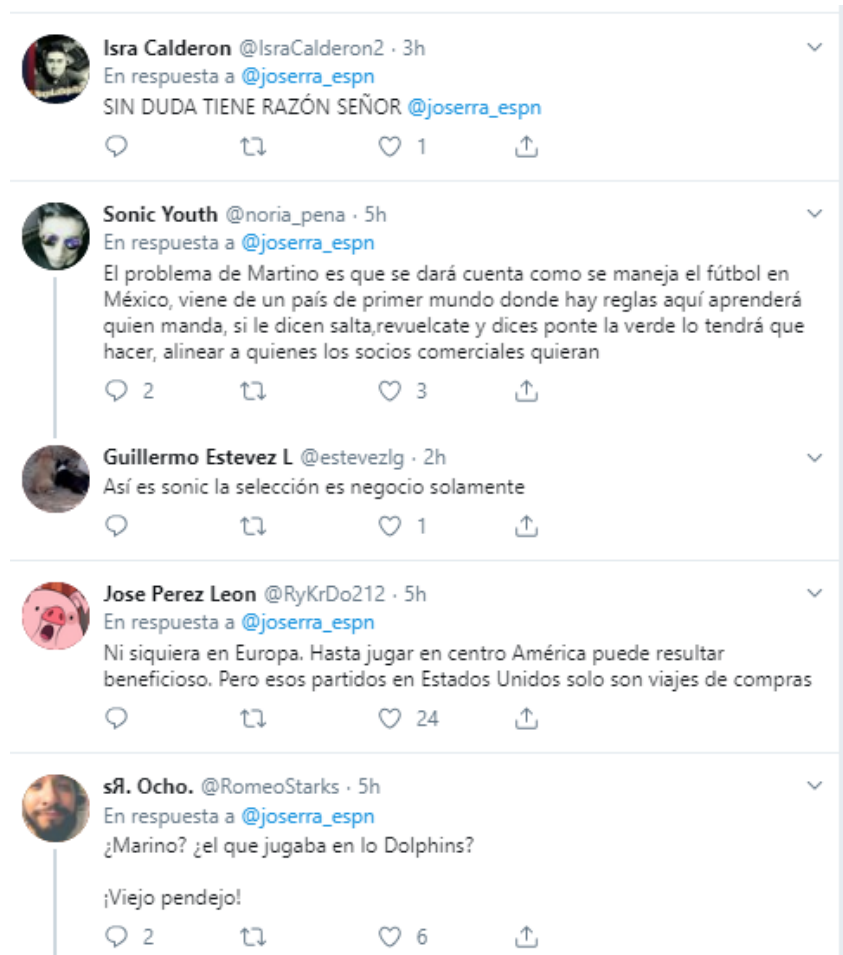 Isra Calderon @IsraCalderon2 · 3h
En respuesta a @joserra_espn
SIN DUDA TIENE RAZÓN SEÑOR @joserra_espn
1
Sonic Youth @noria_pena · 5h
En respuesta a @joserra_espn
El problema de Martino es que se dará cuenta como se maneja el fútbol en
México, viene de un país de primer mundo donde hay reglas aquí aprenderá
quien manda, si le dicen salta,revuelcate y dices ponte la verde lo tendrá que
hacer, alinear a quienes los socios comerciales quieran
2 3
Guillermo Estevez L @estevezlg · 2h
Así es sonic la selección es negocio solamente
1
Jose Perez Leon @RyKrDo212 · 5h
En respuesta a @joserra_espn
Ni siquiera en Europa. Hasta jugar en centro América puede resultar
beneficioso. Pero esos partidos en Estados Unidos solo son viajes de compras
24
sЯ. Ocho. @RomeoStarks · 5h
En respuesta a @joserra_espn
¿Marino? ¿el que jugaba en lo Dolphins?
¡Viejo pendejo!
2 6